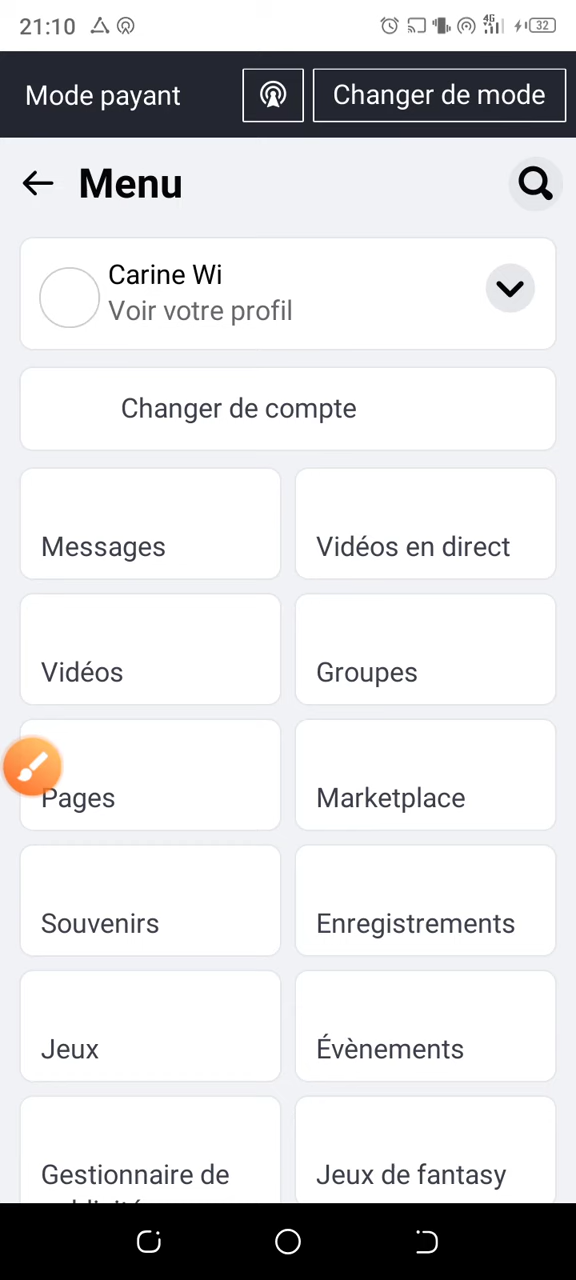 21:10
4G
32
Mode payant
Changer de mode
Menu
Carine Wi
Voir votre profil
Changer de compte
Messages
Vidéos en direct
Vidéos
Groupes
Pages
Marketplace
Souvenirs
Enregistrements
Jeux
Évènements
Gestionnaire de
Jeux de fantasy